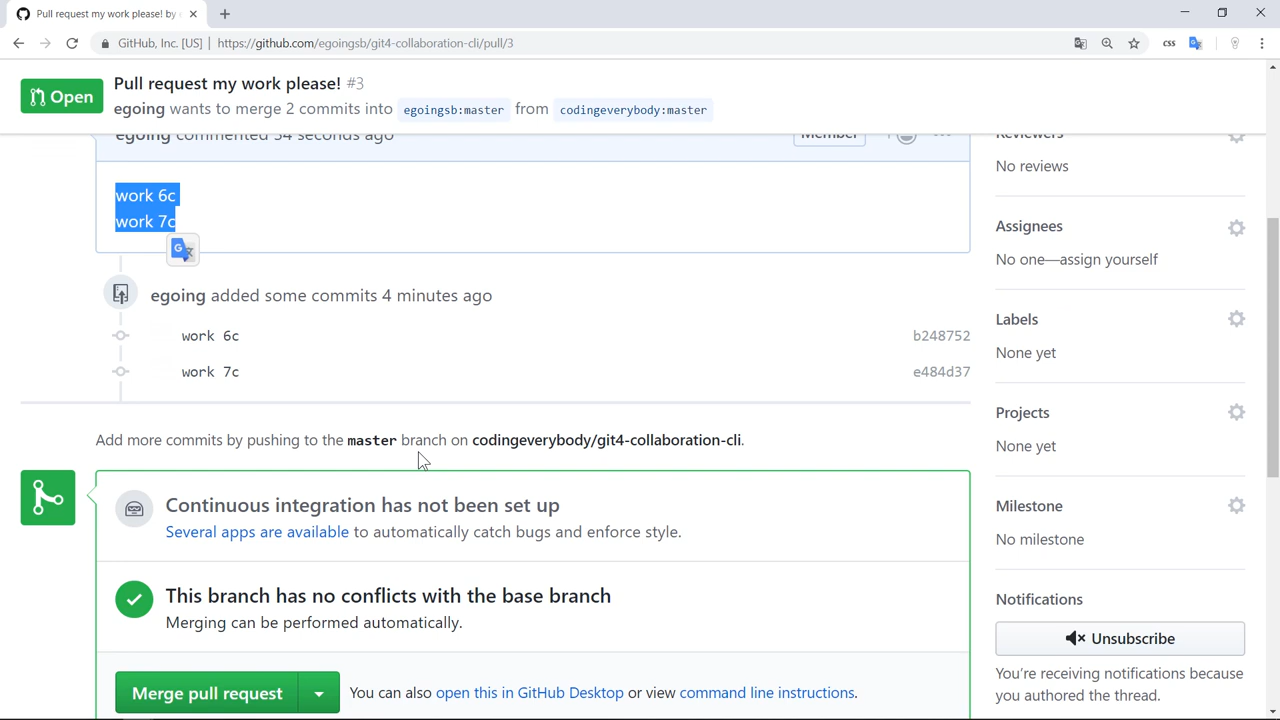 Pull request my work please! by
GitHub, Inc. [US] | https://github.com/egoingsb/git4-collaboration-cli/pull/3
CSS
Open
Pull request my work please! #3
egoing wants to merge 2 commits into egoingsb:master from codingeverybody:master
egoing commented 54 seconds ago
Member
Reviewers
No reviews
work 6c
work 7c
Assignees
No one—assign yourself
egoing added some commits 4 minutes ago
work 6c b248752
work 7c e484d37
Labels
None yet
Projects
None yet
Add more commits by pushing to the master branch on codingeverybody/git4-collaboration-cli.
Continuous integration has not been set up
Several apps are available to automatically catch bugs and enforce style.
Milestone
No milestone
This branch has no conflicts with the base branch
Merging can be performed automatically.
Notifications
Unsubscribe
You're receiving notifications because
you authored the thread.
Merge pull request
You can also open this in GitHub Desktop or view command line instructions.